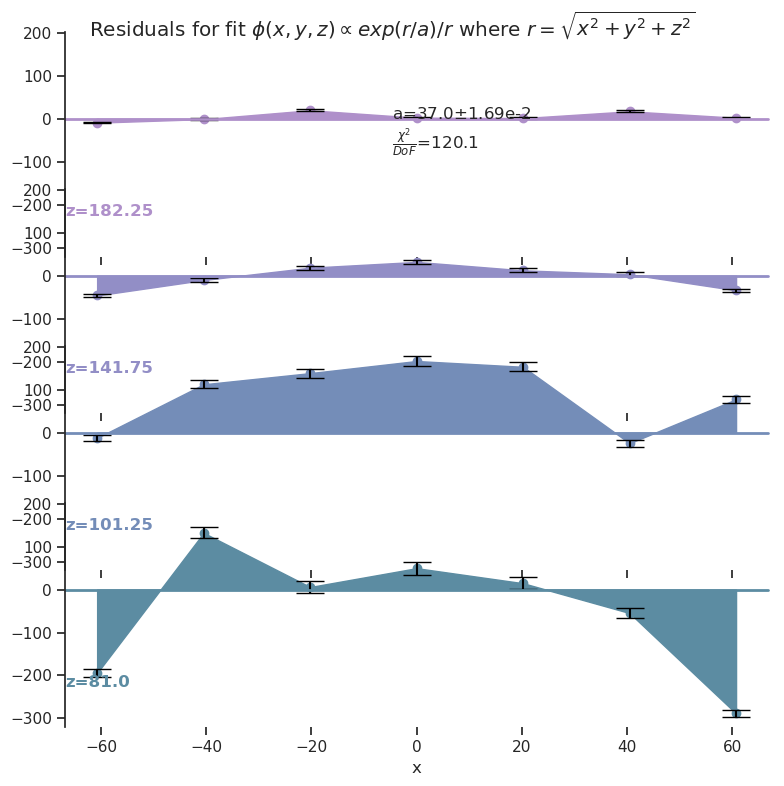 Residuals for fit ϕ(x, y, z) ∝ exp(r/a)/r where r = √x² + y² + z²
200
100
0
−100
−200
−300
a=37.0±1.69e-2
χ²/DoF=120.1
z=182.25
200
100
0
−100
−200
−300
z=141.75
200
100
0
−100
−200
−300
z=101.25
200
100
0
−100
−200
−300
z=81.0
−60 −40 −20 0 20 40 60
x